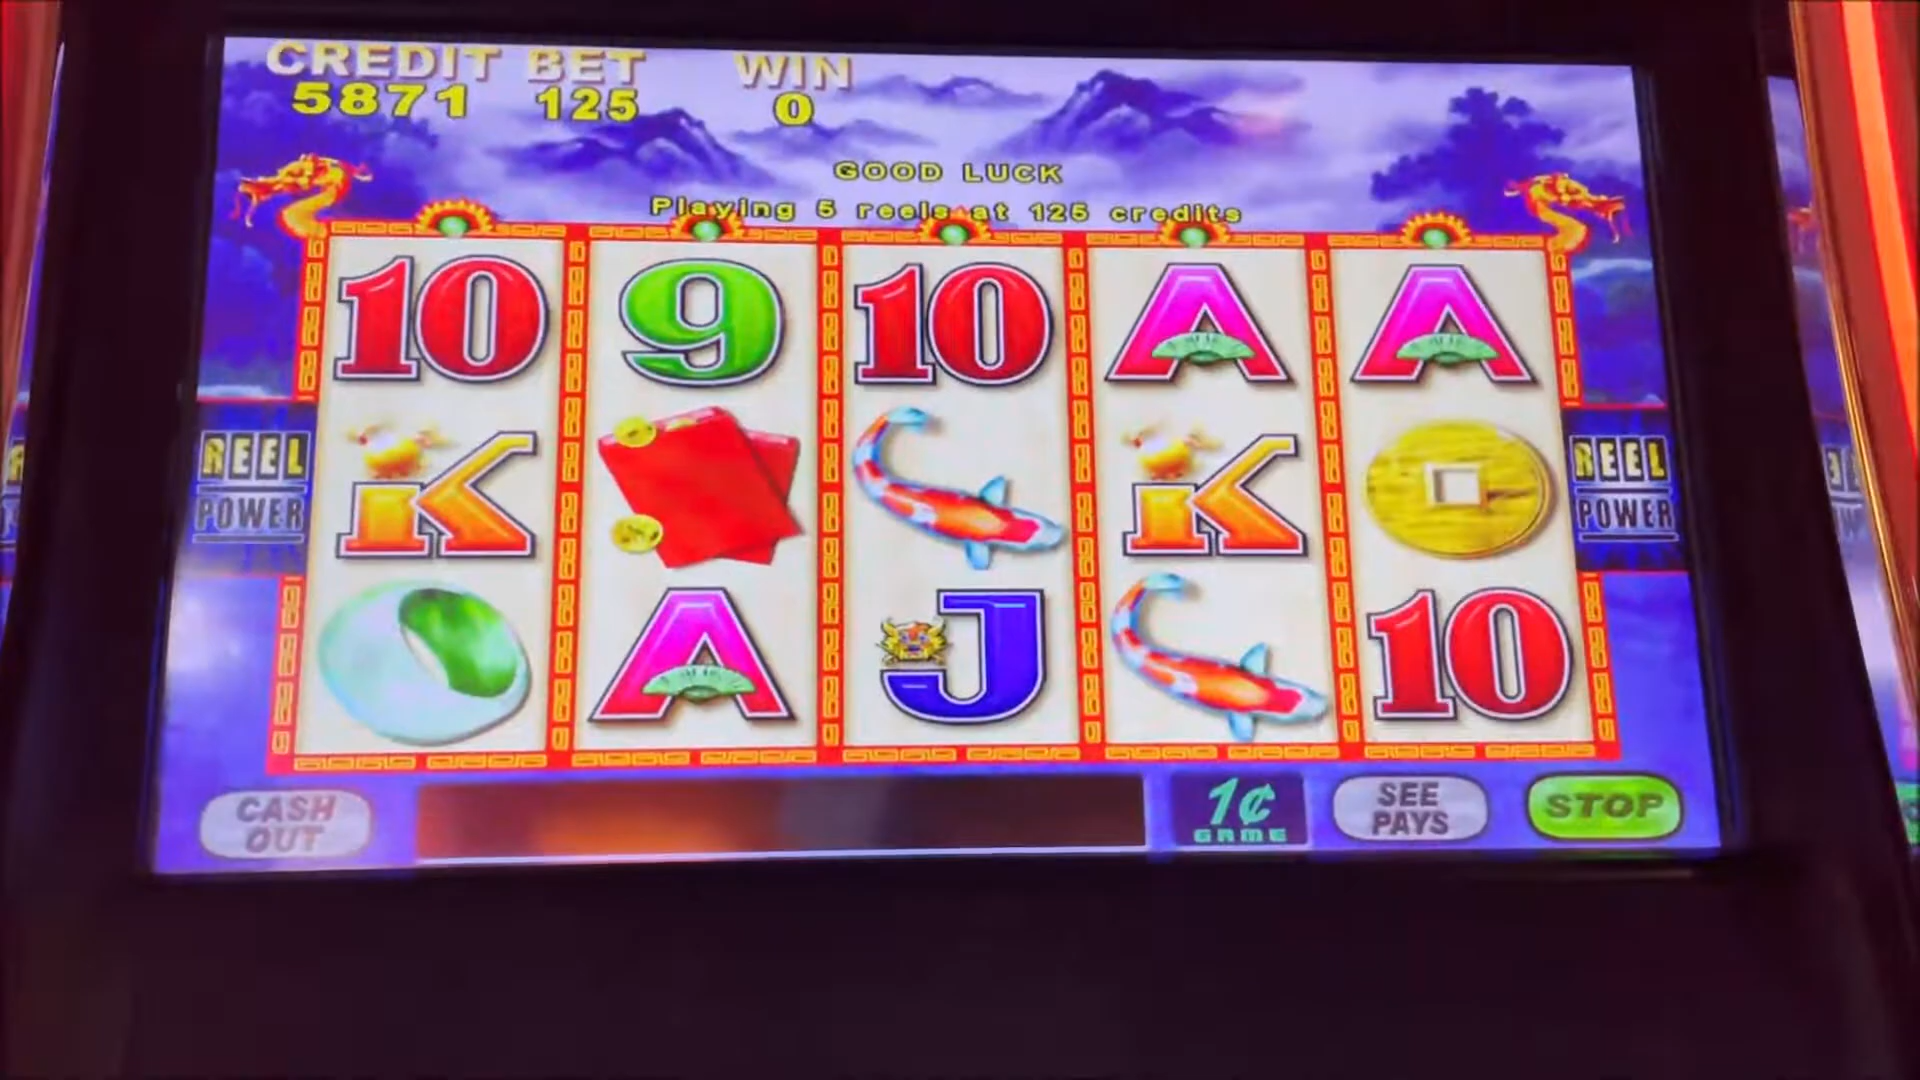 CREDIT BET WIN
5871 125 0
GOOD LUCK
Playing 5 reels at 125 credits
10 9 10 A A
REEL POWER
K K
REEL POWER
A J 10
CASH OUT
1¢ GAME
SEE PAYS
STOP